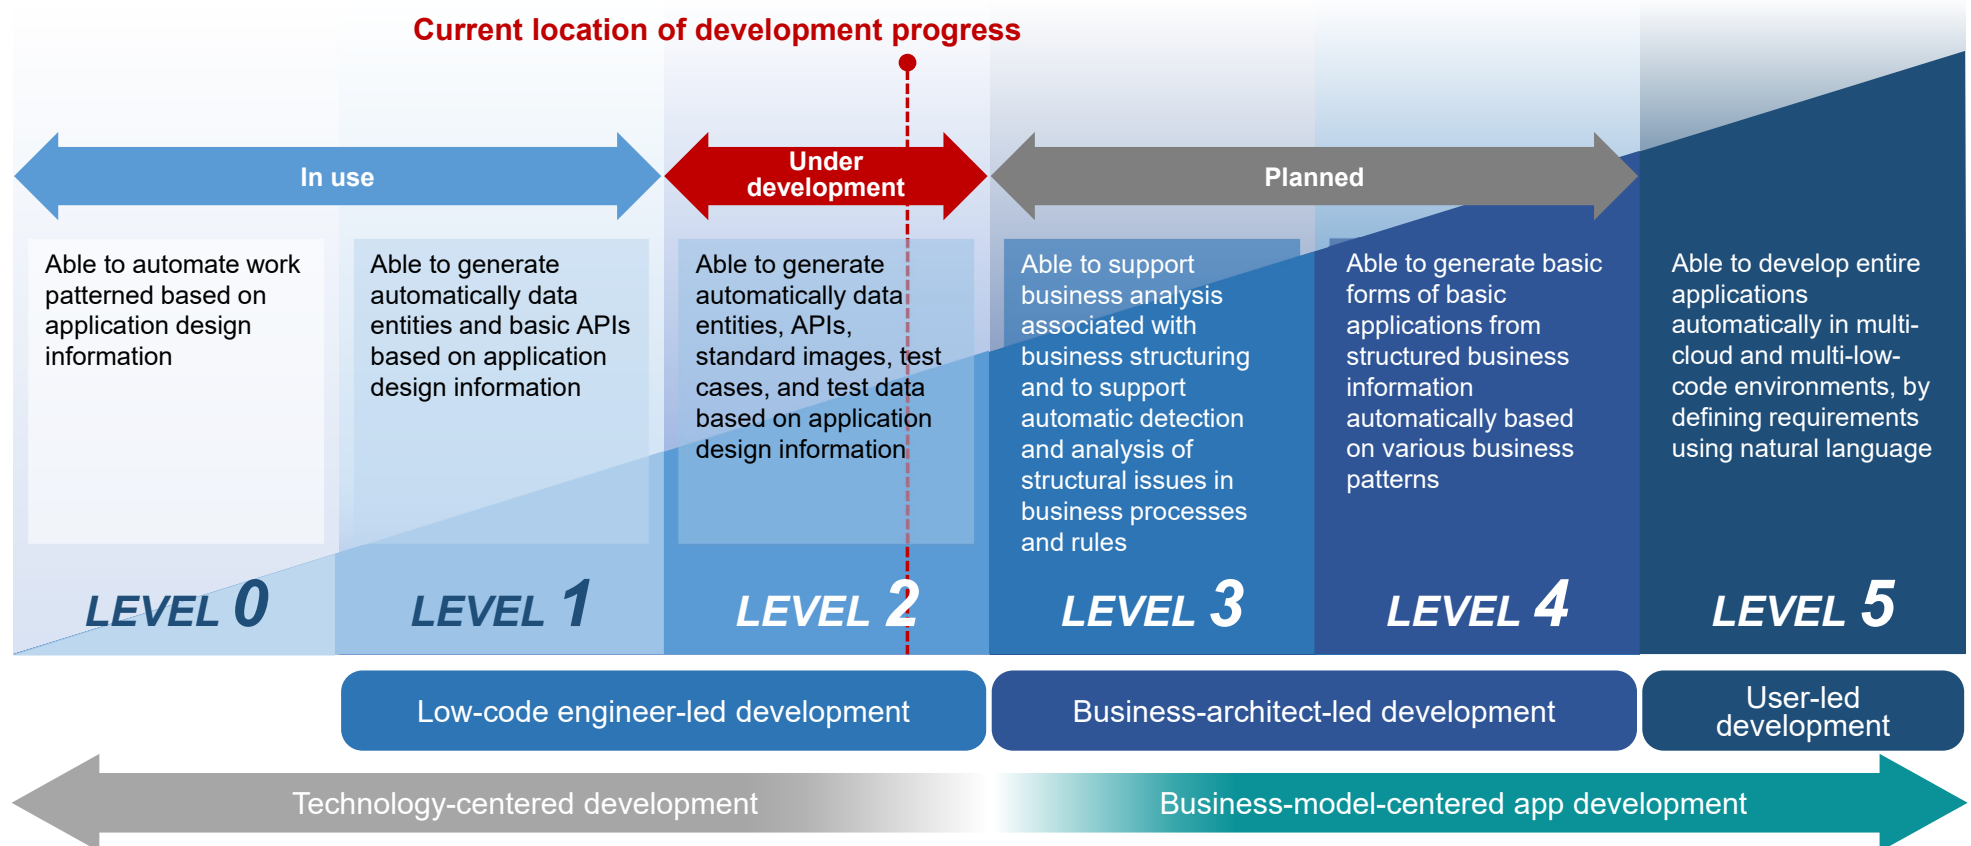 Current location of development progress
In use
Under
development
Planned
Able to automate work
patterned based on
application design
information
Able to generate
automatically data
entities and basic APIs
based on application
design information
Able to generate
automatically data
entities, APIs,
standard images, test
cases, and test data
based on application
design information
Able to support
business analysis
associated with
business structuring
and to support
automatic detection
and analysis of
structural issues in
business processes
and rules
Able to generate basic
forms of basic
applications from
structured business
information
automatically based
on various business
patterns
Able to develop entire
applications
automatically in multi-
cloud and multi-low-
code environments, by
defining requirements
using natural language
LEVEL 0
LEVEL 1
LEVEL 2
LEVEL 3
LEVEL 4
LEVEL 5
Low-code engineer-led development
Business-architect-led development
User-led
development
Technology-centered development
Business-model-centered app development